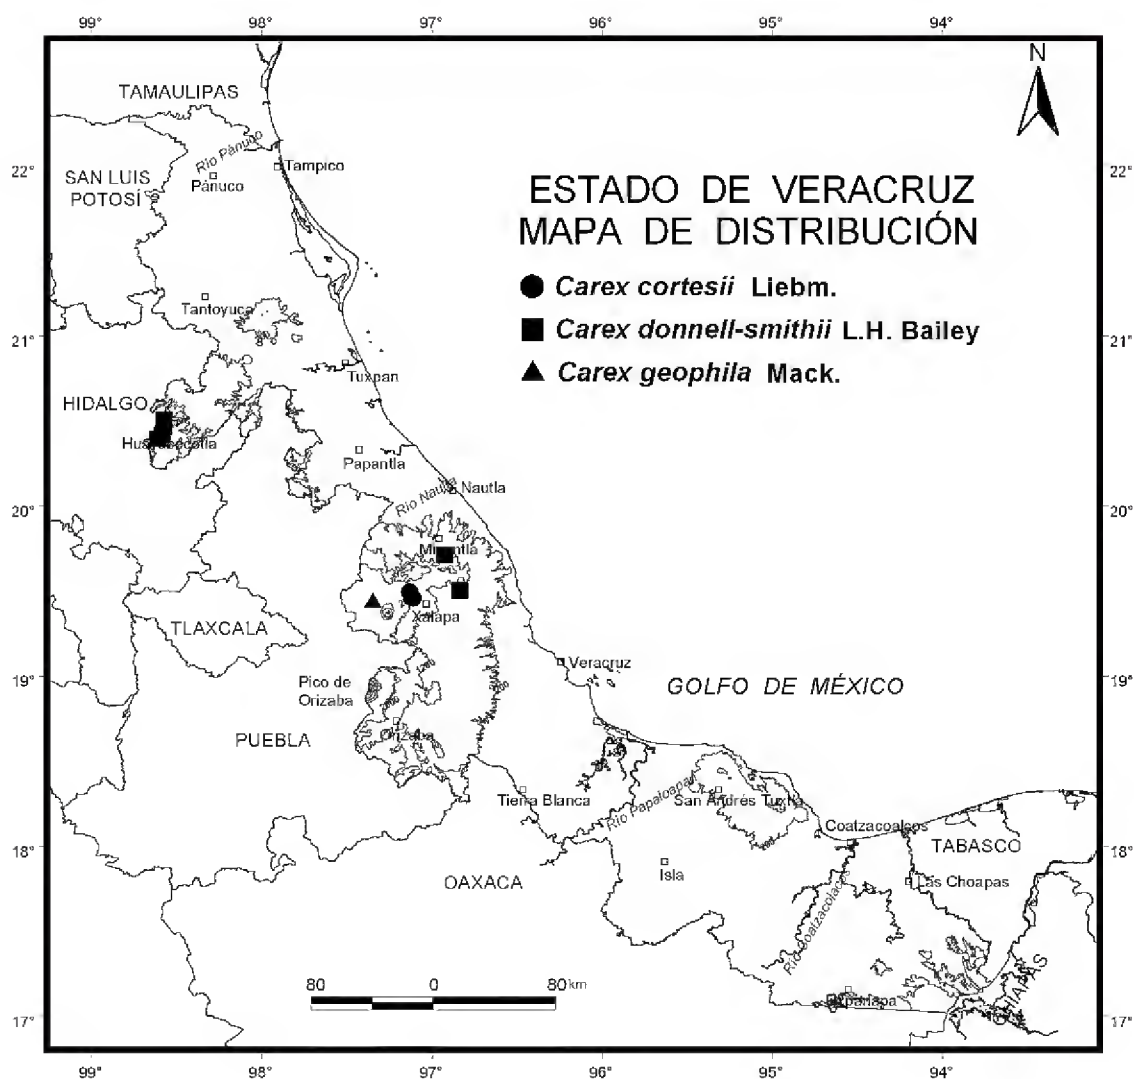 99° 98° 97° 96° 95° 94°
N
TAMAULIPAS
Río Pánuco
22° Tampico 22°
SAN LUIS
POTOSÍ
Pánuco
ESTADO DE VERACRUZ
MAPA DE DISTRIBUCIÓN
Carex cortesii Liebm.
Tantoyuca
Carex donnell-smithii L.H. Bailey
21° 21°
Carex geophila Mack.
Tuxpan
HIDALGO
Papantla
Río Nautla
Nautla
20° 20°
Xalapa
TLAXCALA
Veracruz
19° 19°
Pico de
Orizaba
GOLFO DE MÉXICO
Orizaba
PUEBLA
Tierra Blanca
Río Papaloapan
San Andrés Tuxtla
Coatzacoalcos
18° 18°
TABASCO
Isla
OAXACA
Las Choapas
Río Coatzacoalcos
CHIAPAS
80 0 80 km
17° 17°
99° 98° 97° 96° 95° 94°